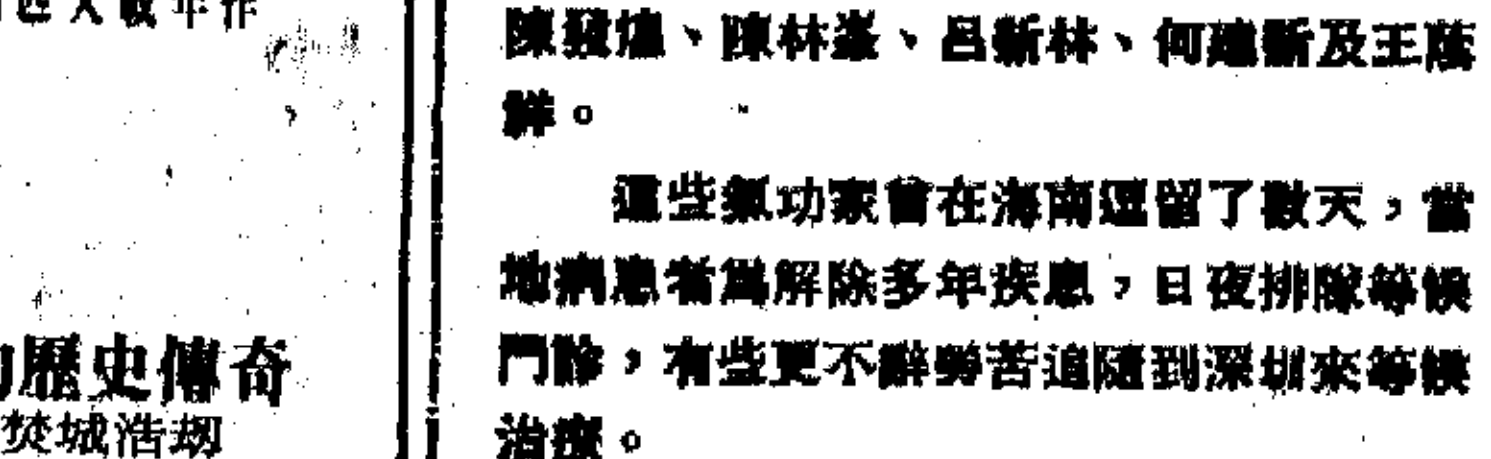 陳發煌、陳林峯、呂新林、何建新及王蔭
鮮。
這些氣功家曾在海南逗留了數天，當
地病患者爲解除多年疾患，日夜排隊等候
門診，有些更不辭勞苦追隨到深圳來等候
治療。
歷史傳奇
焚城浩劫